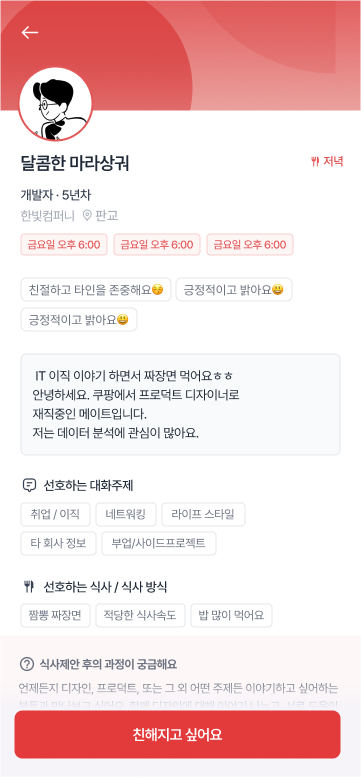 달콤한 마라상궈
저녁
개발자 · 5년차
한빛컴퍼니 판교
금요일 오후 6:00 금요일 오후 6:00 금요일 오후 6:00
친절하고 타인을 존중해요😚 긍정적이고 밝아요😃
긍정적이고 밝아요😃
IT 이직 이야기 하면서 짜장면 먹어요ㅎㅎ
안녕하세요. 쿠팡에서 프로덕트 디자이너로
재직중인 메이트입니다.
저는 데이터 분석에 관심이 많아요.
선호하는 대화주제
취업 / 이직 네트워킹 라이프 스타일
타 회사 정보 부업/사이드프로젝트
선호하는 식사 / 식사 방식
짬뽕 짜장면 적당한 식사속도 밥 많이 먹어요
식사제안 후의 과정이 궁금해요
언제든지 디자인, 프로덕트, 또는 그 외 어떤 주제든 이야기하고 싶어하는
친해지고 싶어요